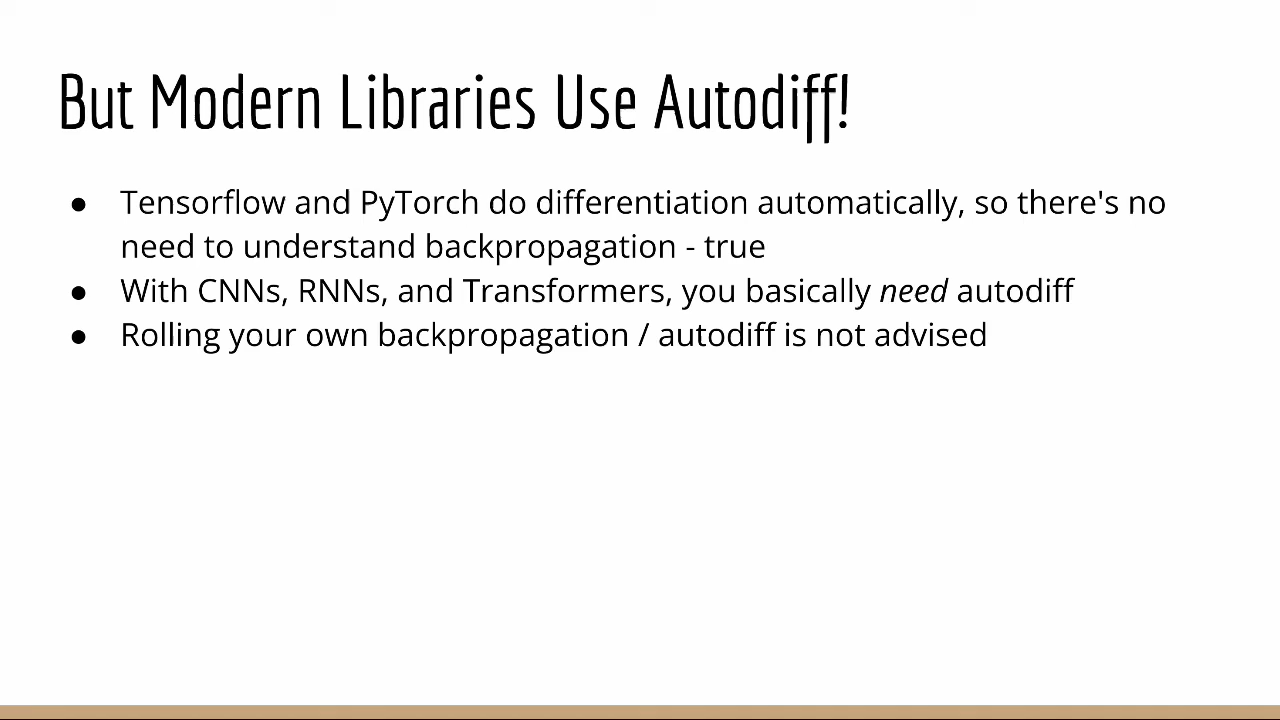 But Modern Libraries Use Autodiff!
● Tensorflow and PyTorch do differentiation automatically, so there's no
need to understand backpropagation - true
● With CNNs, RNNs, and Transformers, you basically need autodiff
● Rolling your own backpropagation / autodiff is not advised